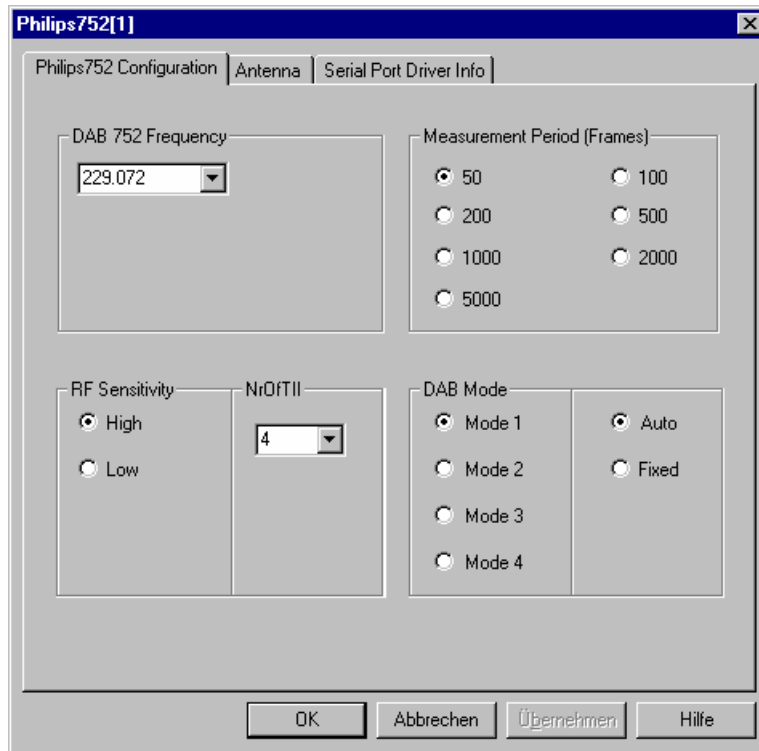 Philips752[1]
Philips752 Configuration
Antenna
Serial Port Driver Info
DAB 752 Frequency
229.072
Measurement Period (Frames)
50
100
200
500
1000
2000
5000
RF Sensitivity
High
Low
NrOfTII
4
DAB Mode
Mode 1
Mode 2
Mode 3
Mode 4
Auto
Fixed
OK
Abbrechen
Übernehmen
Hilfe